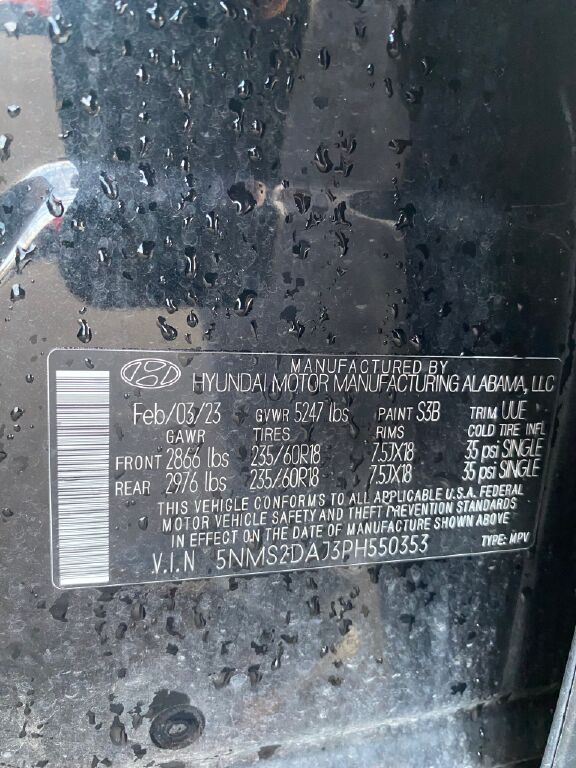 MANUFACTURED BY
HYUNDAI MOTOR MANUFACTURING ALABAMA, LLC
Feb/03/23 GVWR 5247 lbs PAINT S3B TRIM UUE
GAWR TIRES RIMS COLD TIRE INFL
FRONT 2866 lbs 235/60R18 7.5JX18 35 psi SINGLE
REAR 2976 lbs 235/60R18 7.5JX18 35 psi SINGLE
THIS VEHICLE CONFORMS TO ALL APPLICABLE U.S.A. FEDERAL
MOTOR VEHICLE SAFETY AND THEFT PREVENTION STANDARDS
IN EFFECT ON THE DATE OF MANUFACTURE SHOWN ABOVE
V.I.N 5NMS2DAJ3PH550353 TYPE: MPV